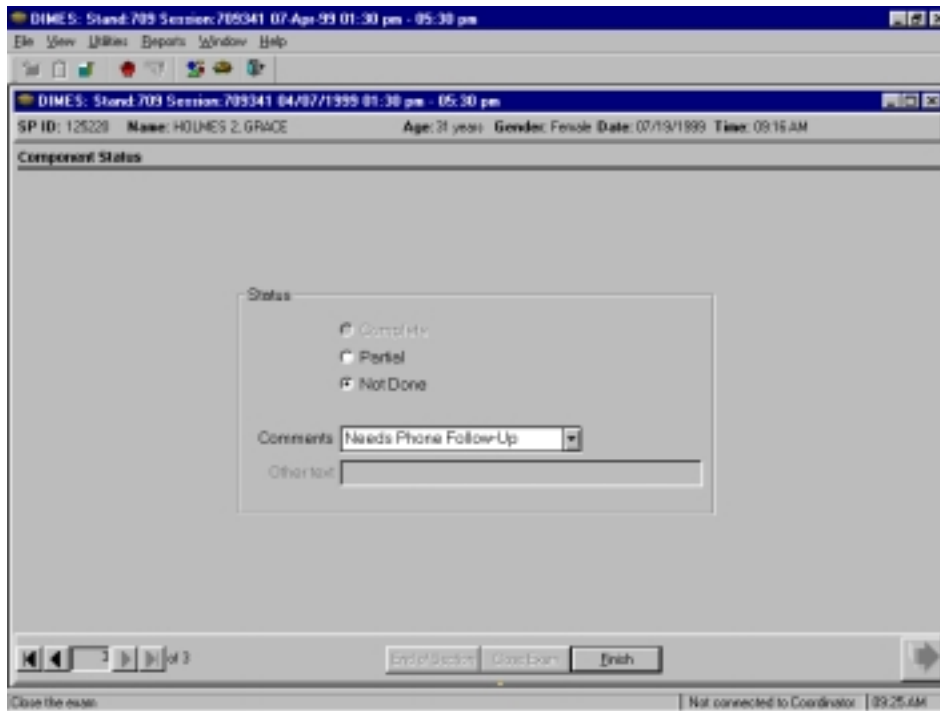 DIMES: Stand:709 Session:709341 07-Apr-99 01:30 pm - 05:30 pm
File View Utilities Reports Window Help
DIMES: Stand:709 Session:709341 04/07/1999 01:30 pm - 05:30 pm
SP ID: 125228 Name: HOLMES 2, GRACE Age: 31 years Gender: Female Date: 07/19/1999 Time: 09:16 AM
Component Status
Status
Complete
Partial
Not Done
Comments Needs Phone Follow-Up
Other text
3 of 3
End of Section Close Exam Finish
Close the exam Not connected to Coordinator 09:25 AM